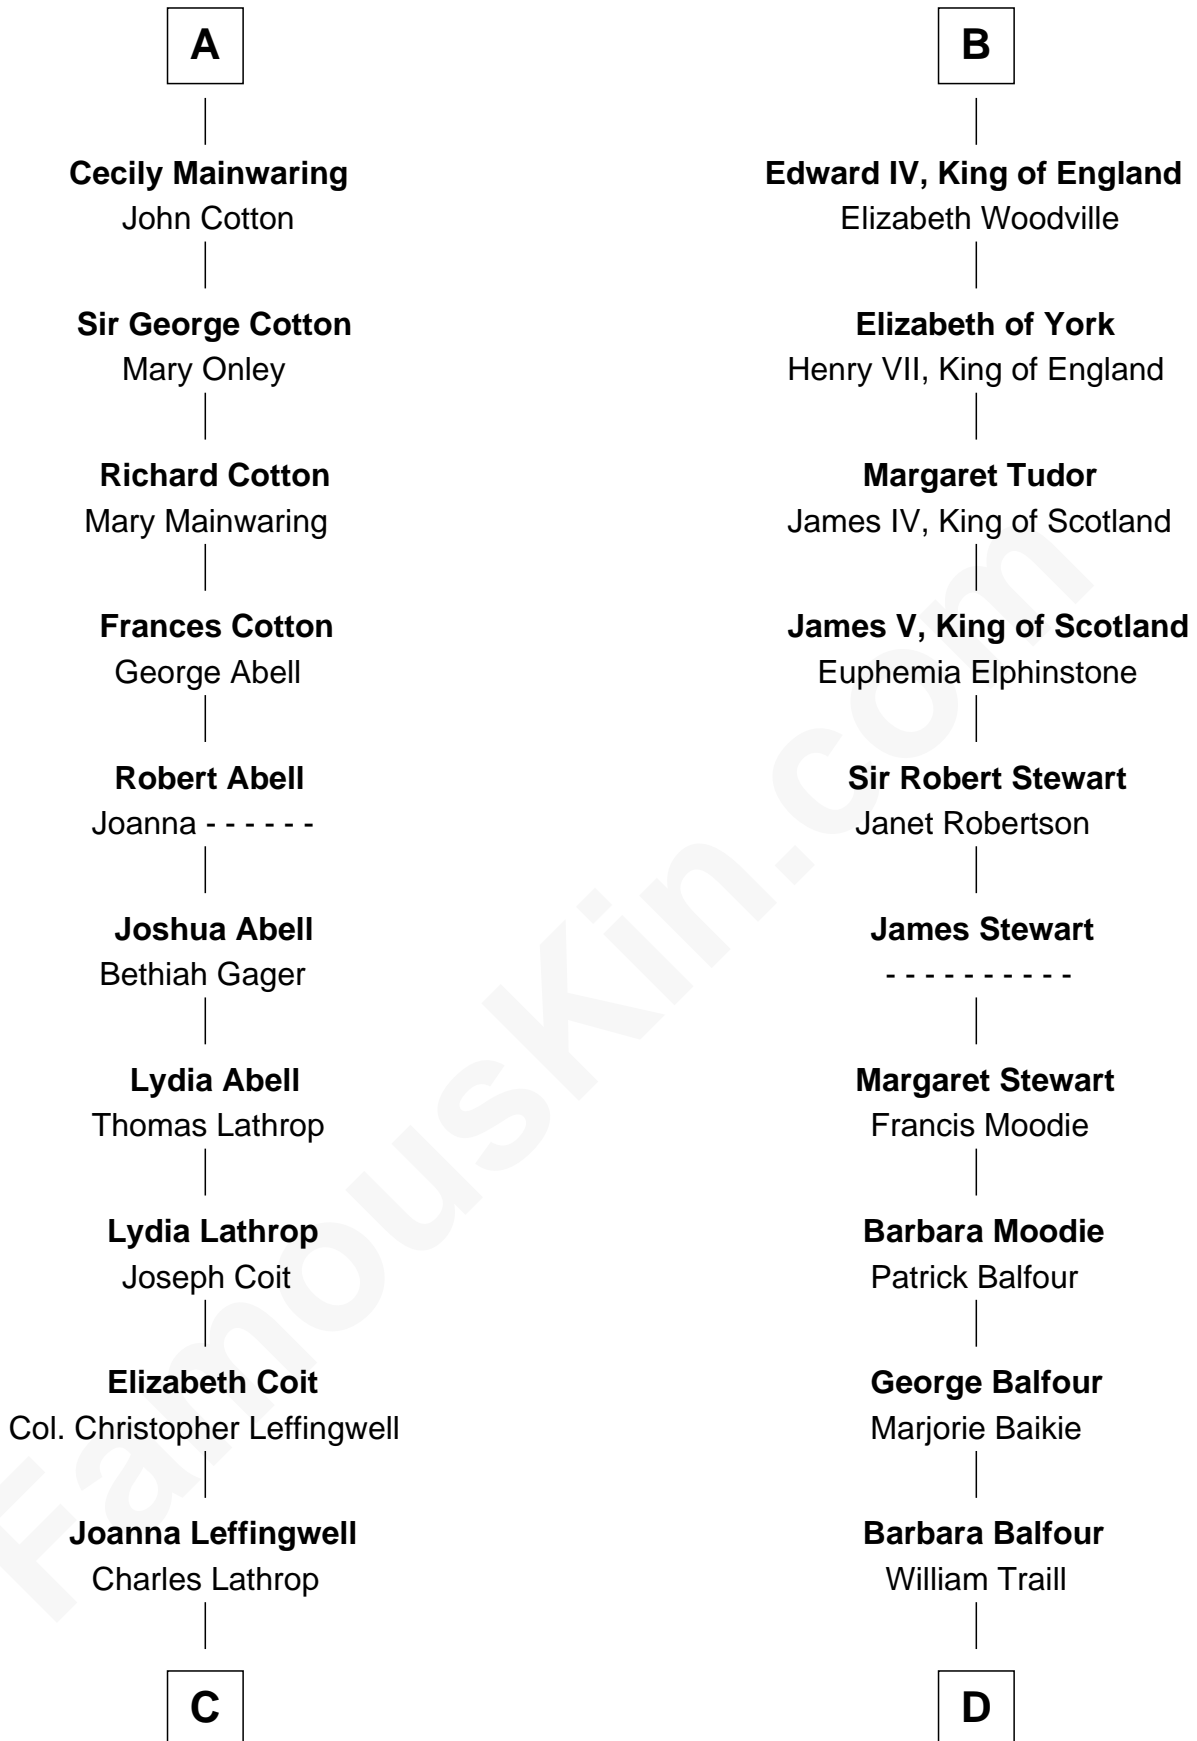 A
Cecily Mainwaring
John Cotton
Sir George Cotton
Mary Onley
Richard Cotton
Mary Mainwaring
Frances Cotton
George Abell
Robert Abell
Joanna - - - - - -
Joshua Abell
Bethiah Gager
Lydia Abell
Thomas Lathrop
Lydia Lathrop
Joseph Coit
Elizabeth Coit
Col. Christopher Leffingwell
Joanna Leffingwell
Charles Lathrop
C
B
Edward IV, King of England
Elizabeth Woodville
Elizabeth of York
Henry VII, King of England
Margaret Tudor
James IV, King of Scotland
James V, King of Scotland
Euphemia Elphinstone
Sir Robert Stewart
Janet Robertson
James Stewart
- - - - - - - - - -
Margaret Stewart
Francis Moodie
Barbara Moodie
Patrick Balfour
George Balfour
Marjorie Baikie
Barbara Balfour
William Traill
D
FamousKin.com